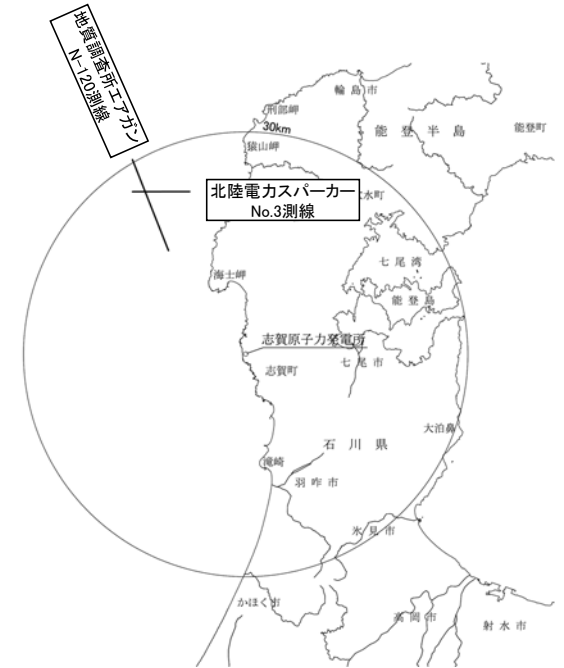 地質調査所エアガン
N-120測線
輪島市
刑部岬
30km
能登半島
能登町
猿山岬
北陸電力スパーカー
No.3測線
水町
七尾湾
海士岬
能登島
志賀原子力発電所
七尾市
志賀町
大泊鼻
石川県
滝崎
羽咋市
氷見市
かほく市
高岡市
射水市